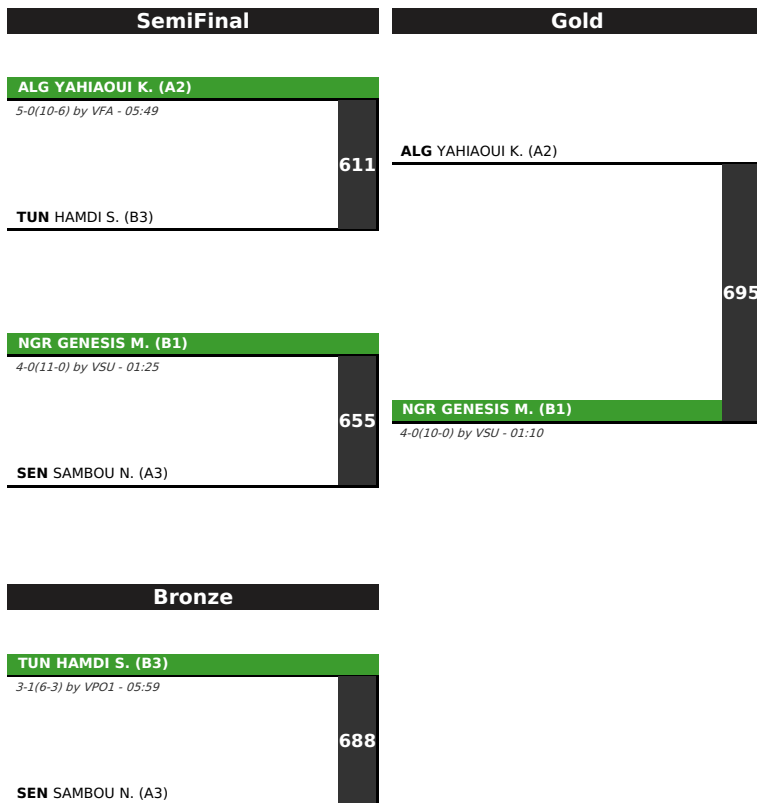 SemiFinal
ALG YAHIAOUI K. (A2)
5-0(10-6) by VFA - 05:49
611
TUN HAMDI S. (B3)
NGR GENESIS M. (B1)
4-0(11-0) by VSU - 01:25
655
SEN SAMBOU N. (A3)
Gold
ALG YAHIAOUI K. (A2)
695
NGR GENESIS M. (B1)
4-0(10-0) by VSU - 01:10
Bronze
TUN HAMDI S. (B3)
3-1(6-3) by VPO1 - 05:59
688
SEN SAMBOU N. (A3)